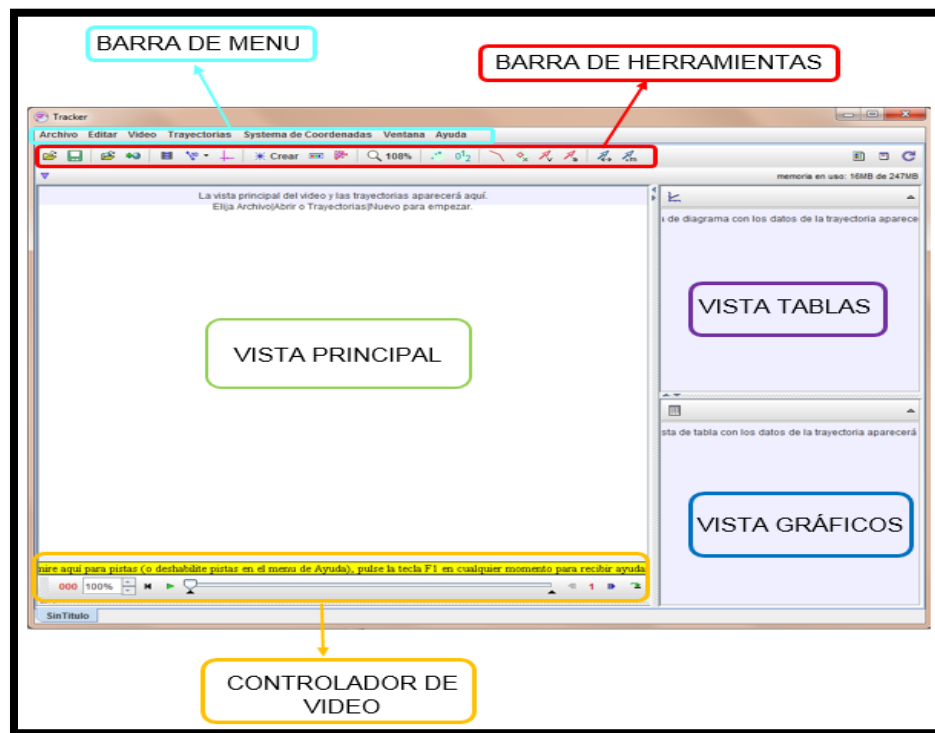 BARRA DE MENU
BARRA DE HERRAMIENTAS
Tracker
Archivo Editar Video Trayectorias Systema de Coordenadas Ventana Ayuda
Crear 108%
memoria en uso: 16MB de 247MB
La vista principal del video y las trayectorias aparecerá aquí.
Elija Archivo|Abrir o Trayectorias|Nuevo para empezar.
de diagrama con los datos de la trayectoria aparece
VISTA TABLAS
VISTA PRINCIPAL
sta de tabla con los datos de la trayectoria aparecerá
VISTA GRÁFICOS
mire aquí para pistas (o deshabilite pistas en el menu de Ayuda), pulse la tecla F1 en cualquier momento para recibir ayuda
000 100% 1
SinTitulo
CONTROLADOR DE
VIDEO